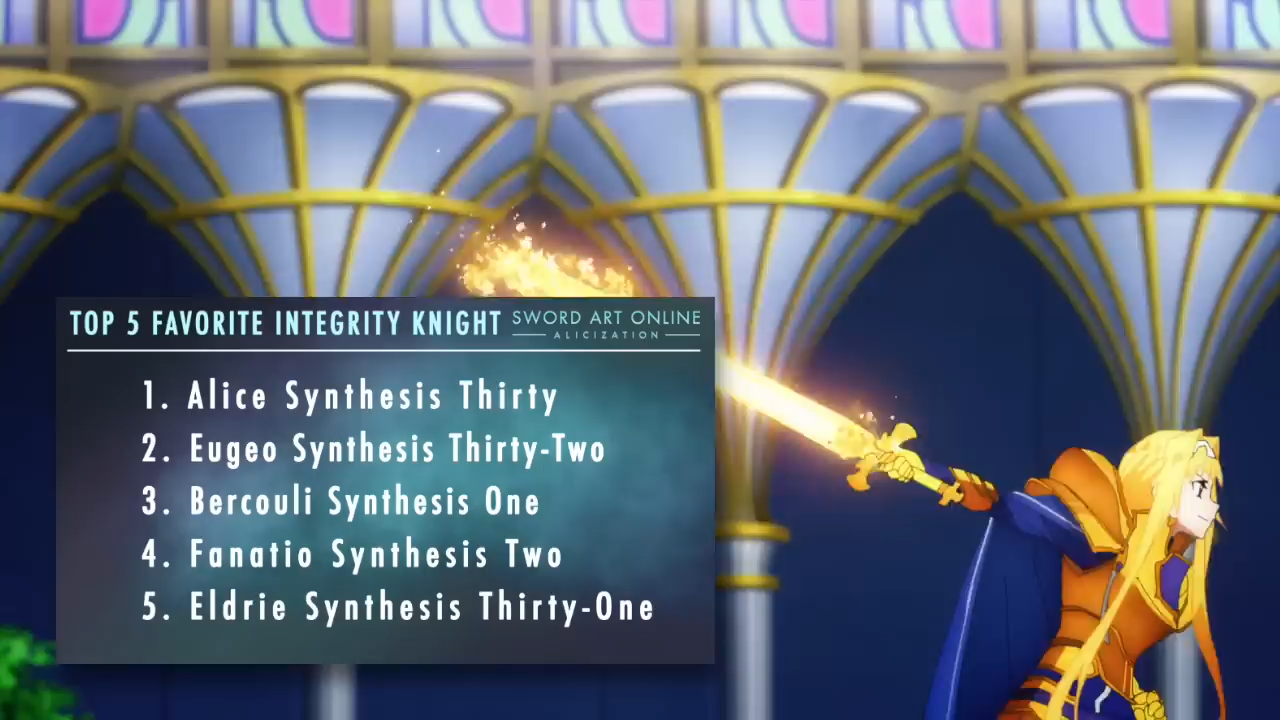 TOP 5 FAVORITE INTEGRITY KNIGHT
SWORD ART ONLINE
ALICIZATION
1. Alice Synthesis Thirty
2. Eugeo Synthesis Thirty-Two
3. Bercouli Synthesis One
4. Fanatio Synthesis Two
5. Eldrie Synthesis Thirty-One